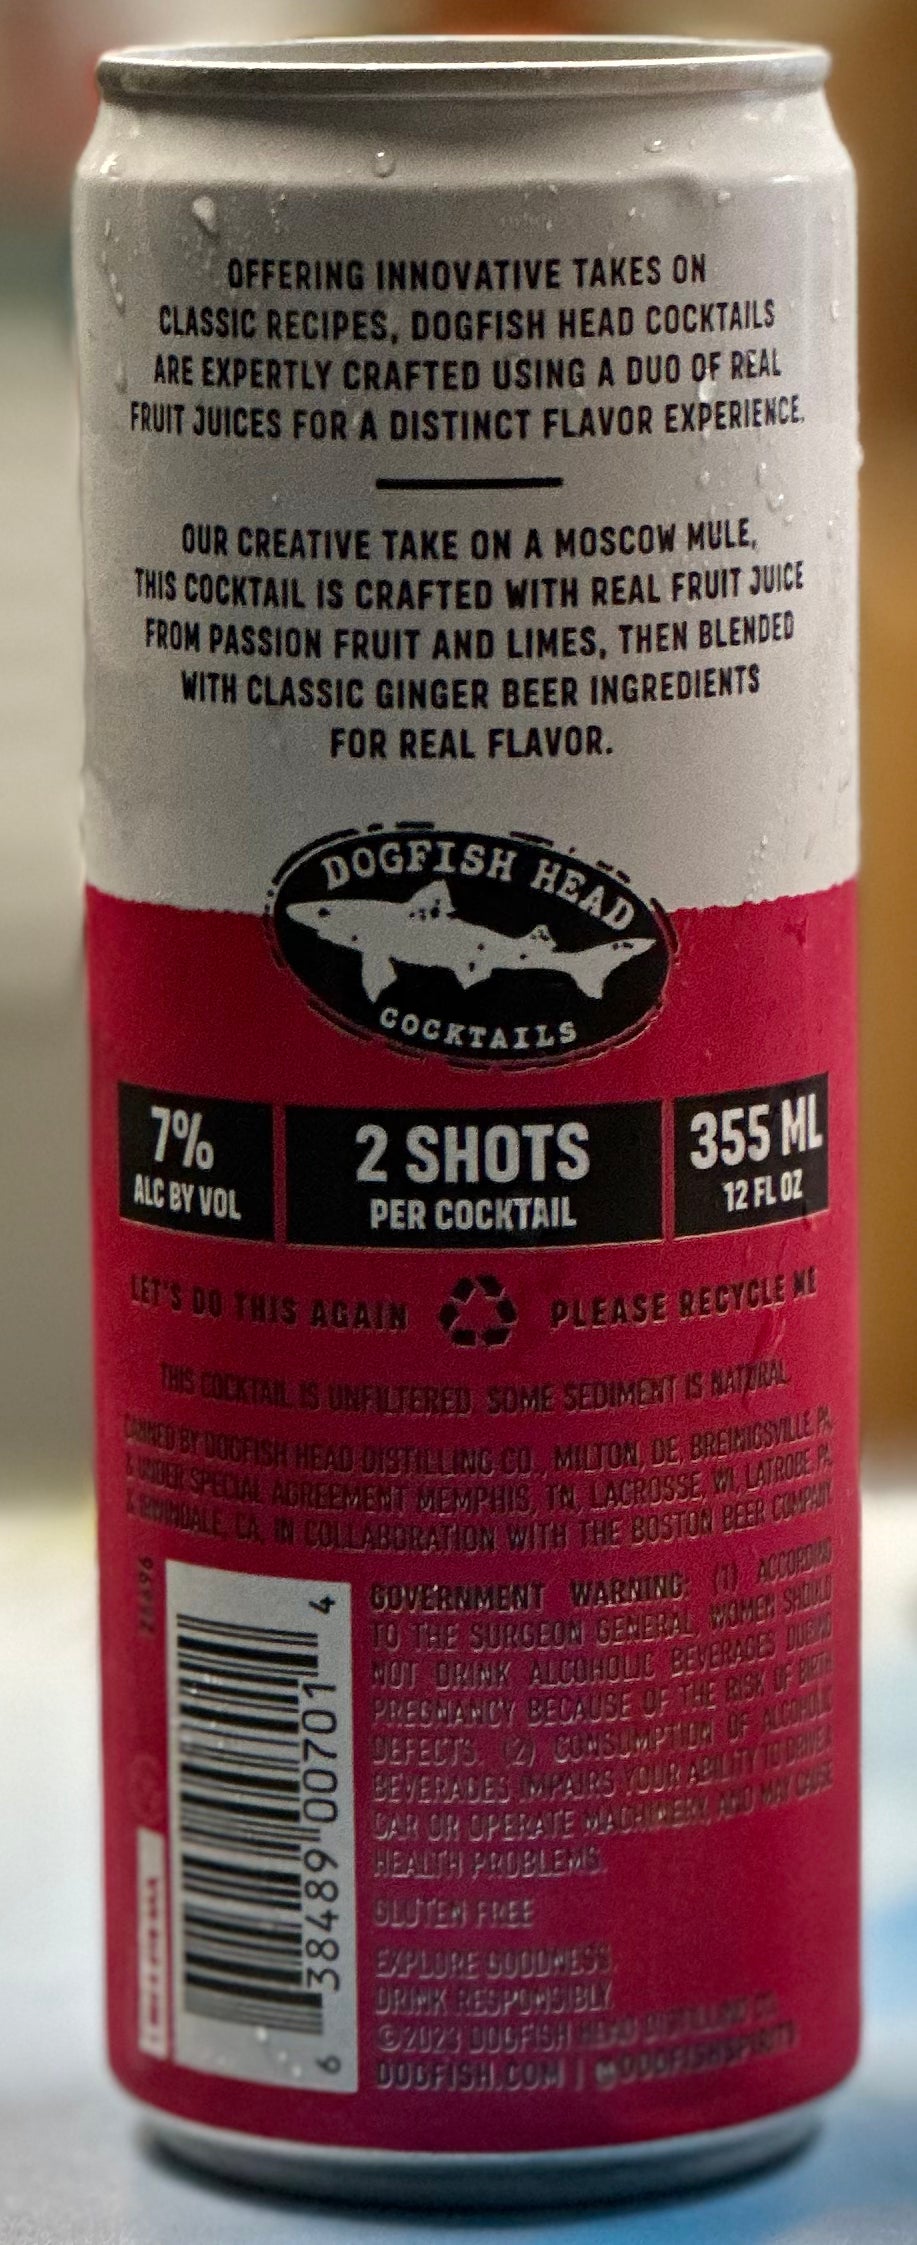 OFFERING INNOVATIVE TAKES ON
CLASSIC RECIPES, DOGFISH HEAD COCKTAILS
ARE EXPERTLY CRAFTED USING A DUO OF REAL
FRUIT JUICES FOR A DISTINCT FLAVOR EXPERIENCE.
OUR CREATIVE TAKE ON A MOSCOW MULE,
THIS COCKTAIL IS CRAFTED WITH REAL FRUIT JUICE
FROM PASSION FRUIT AND LIMES, THEN BLENDED
WITH CLASSIC GINGER BEER INGREDIENTS
FOR REAL FLAVOR.
DOGFISH HEAD
COCKTAILS
7%
ALC BY VOL
2 SHOTS
PER COCKTAIL
355 ML
12 FL OZ
LET'S DO THIS AGAIN PLEASE RECYCLE ME
THIS COCKTAIL IS UNFILTERED. SOME SEDIMENT IS NATURAL.
CANNED BY DOGFISH HEAD DISTILLING CO., MILTON, DE, BREINIGSVILLE, PA,
& UNDER SPECIAL AGREEMENT MEMPHIS, TN, LACROSSE, WI, LATROBE, PA,
& IRWINDALE, CA, IN COLLABORATION WITH THE BOSTON BEER COMPANY.
GOVERNMENT WARNING: (1) ACCORDING
TO THE SURGEON GENERAL, WOMEN SHOULD
NOT DRINK ALCOHOLIC BEVERAGES DURING
PREGNANCY BECAUSE OF THE RISK OF BIRTH
DEFECTS. (2) CONSUMPTION OF ALCOHOLIC
BEVERAGES IMPAIRS YOUR ABILITY TO DRIVE A
CAR OR OPERATE MACHINERY, AND MAY CAUSE
HEALTH PROBLEMS.
GLUTEN FREE
EXPLORE GOODNESS.
DRINK RESPONSIBLY.
©2023 DOGFISH HEAD DISTILLING CO.
DOGFISH.COM | @DOGFISHSPIRITS
6 38489 00701 4